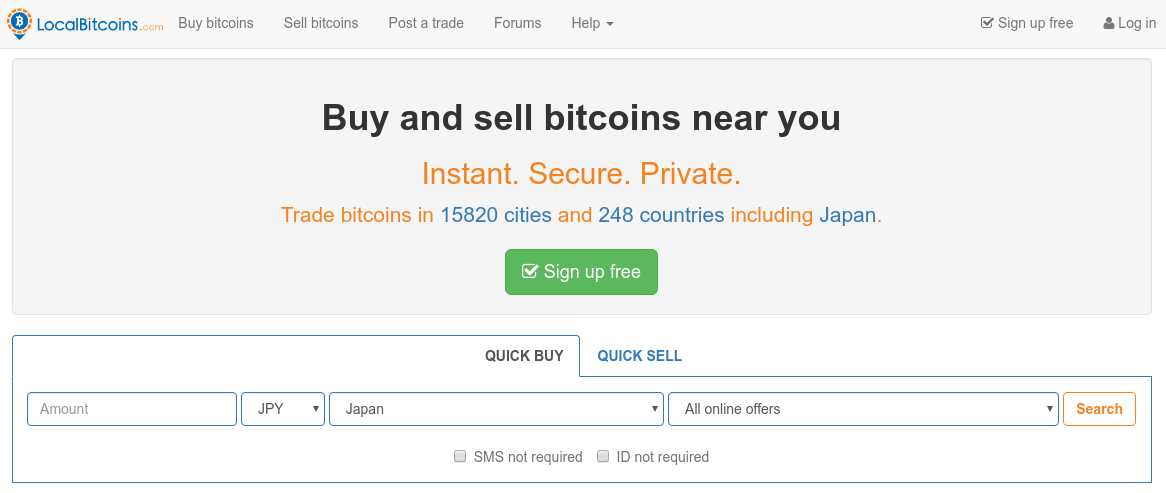 LocalBitcoins.com Buy bitcoins Sell bitcoins Post a trade Forums Help Sign up free Log in
Buy and sell bitcoins near you
Instant. Secure. Private.
Trade bitcoins in 15820 cities and 248 countries including Japan.
Sign up free
QUICK BUY QUICK SELL
Amount JPY Japan All online offers Search
SMS not required ID not required